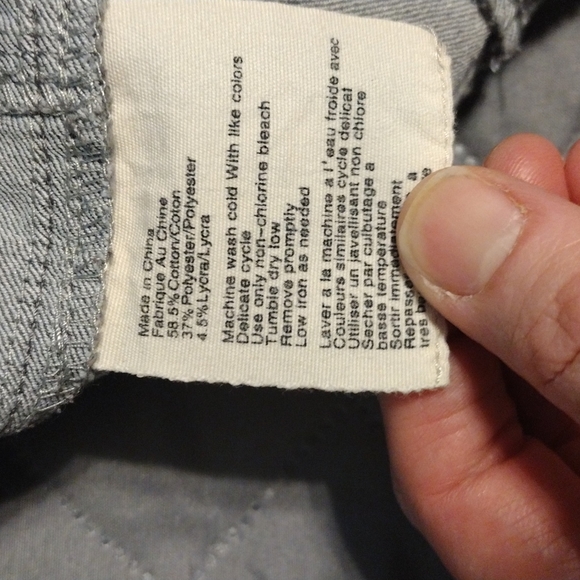 Made in China
Fabrique Au Chine
58.5%Cotton/Coton
37%Polyester/Polyester
4.5%Lycra/Lycra
Machine wash cold With like colors
Delicate cycle
Use only non-chlorine bleach
Tumble dry low
Remove promptly
Low iron as needed
Laver a la machine a l'eau froide avec
Couleurs similaires cycle delicat
Utiliser un javellisant non chlore
Secher par culbutage a
basse temperature
Sortir immediatement
Repasse a
tres